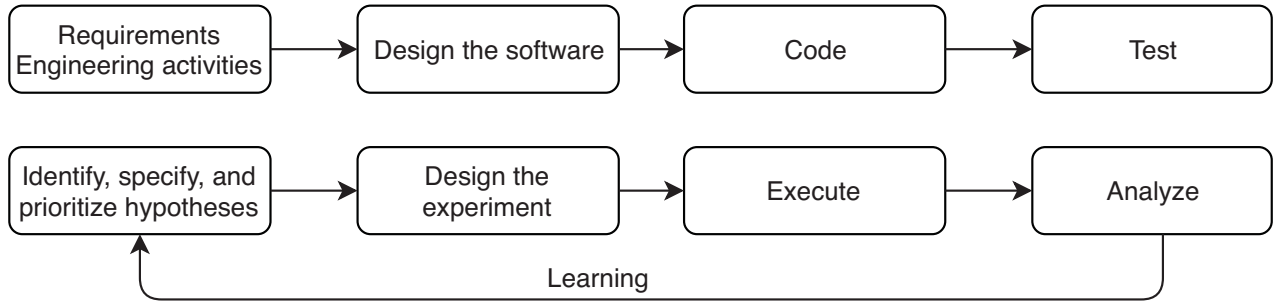 Requirements
Engineering activities
Design the software
Code
Test
Identify, specify, and
prioritize hypotheses
Design the
experiment
Execute
Analyze
Learning